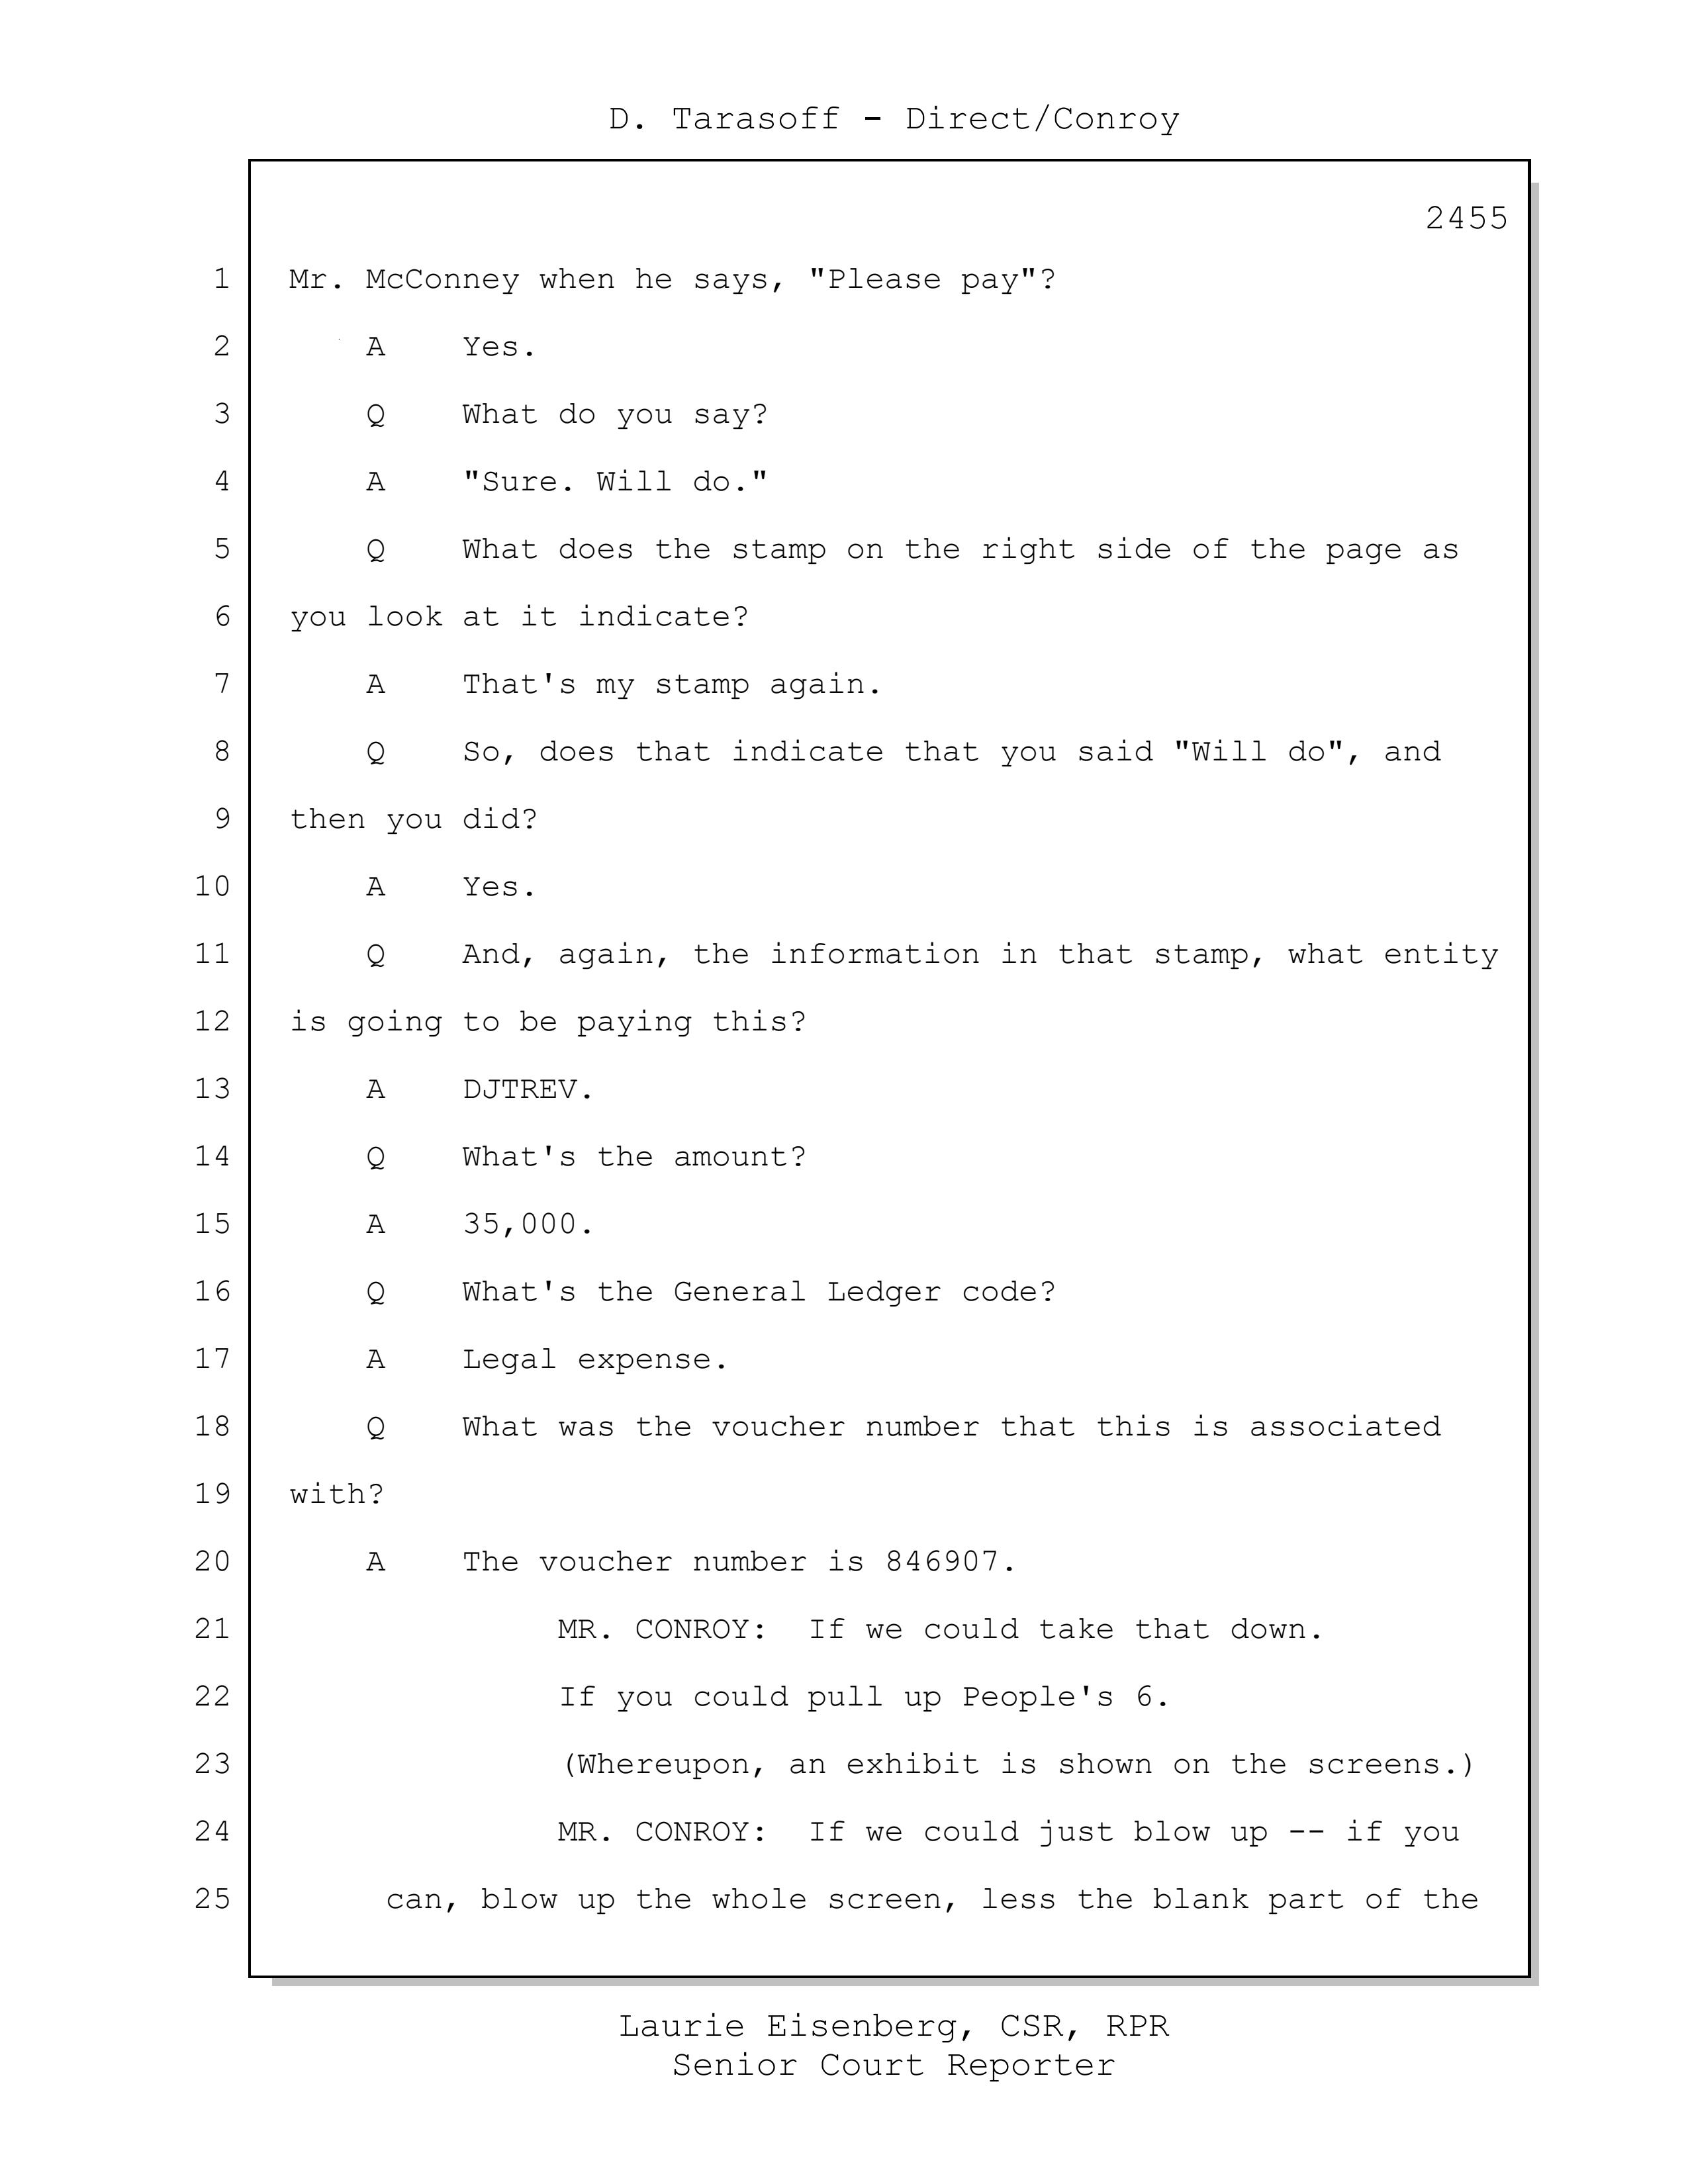 D. Tarasoff - Direct/Conroy
2455
1 Mr. McConney when he says, "Please pay"?
2 A Yes.
3 Q What do you say?
4 A "Sure. Will do."
5 Q What does the stamp on the right side of the page as
6 you look at it indicate?
7 A That's my stamp again.
8 Q So, does that indicate that you said "Will do", and
9 then you did?
10 A Yes.
11 Q And, again, the information in that stamp, what entity
12 is going to be paying this?
13 A DJTREV.
14 Q What's the amount?
15 A 35,000.
16 Q What's the General Ledger code?
17 A Legal expense.
18 Q What was the voucher number that this is associated
19 with?
20 A The voucher number is 846907.
21 MR. CONROY: If we could take that down.
22 If you could pull up People's 6.
23 (Whereupon, an exhibit is shown on the screens.)
24 MR. CONROY: If we could just blow up -- if you
25 can, blow up the whole screen, less the blank part of the
Laurie Eisenberg, CSR, RPR
Senior Court Reporter